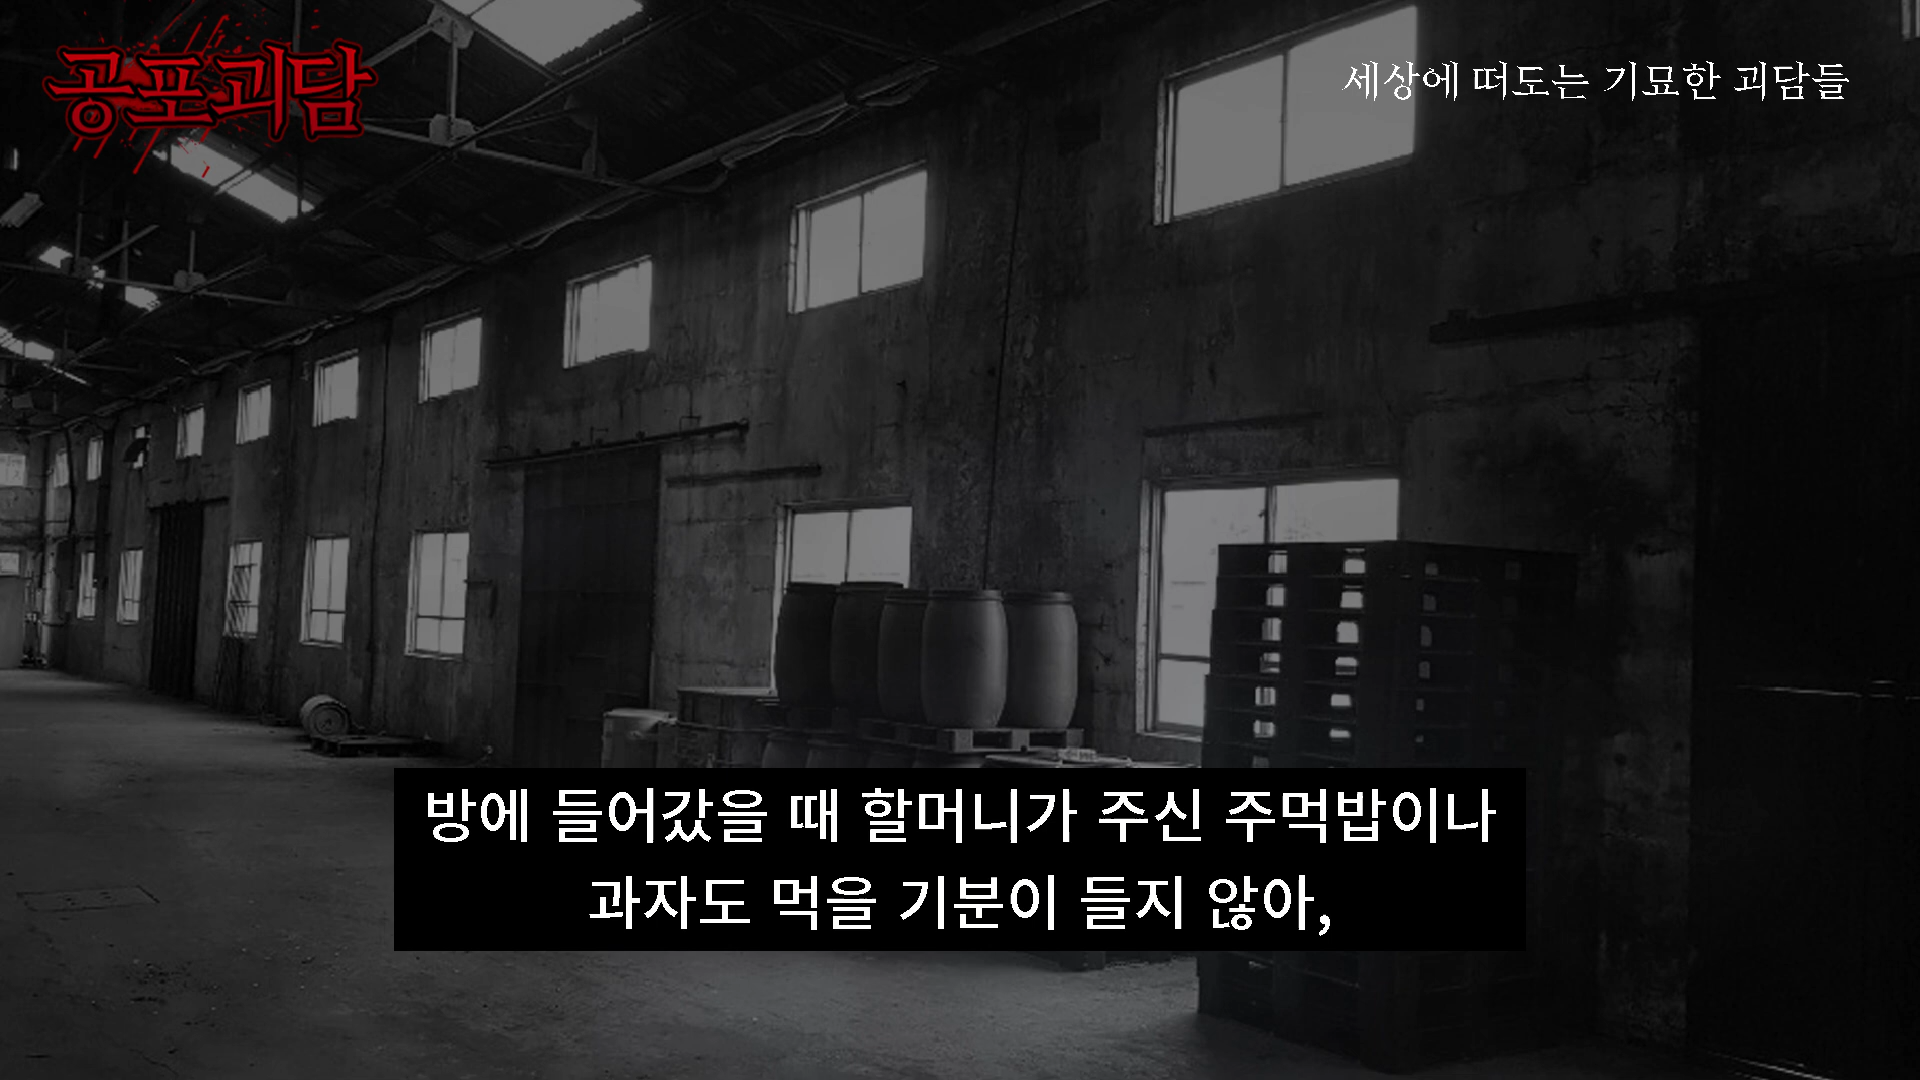 공포괴담
세상에 떠도는 기묘한 괴담들
방에 들어갔을 때 할머니가 주신 주먹밥이나
과자도 먹을 기분이 들지 않아,